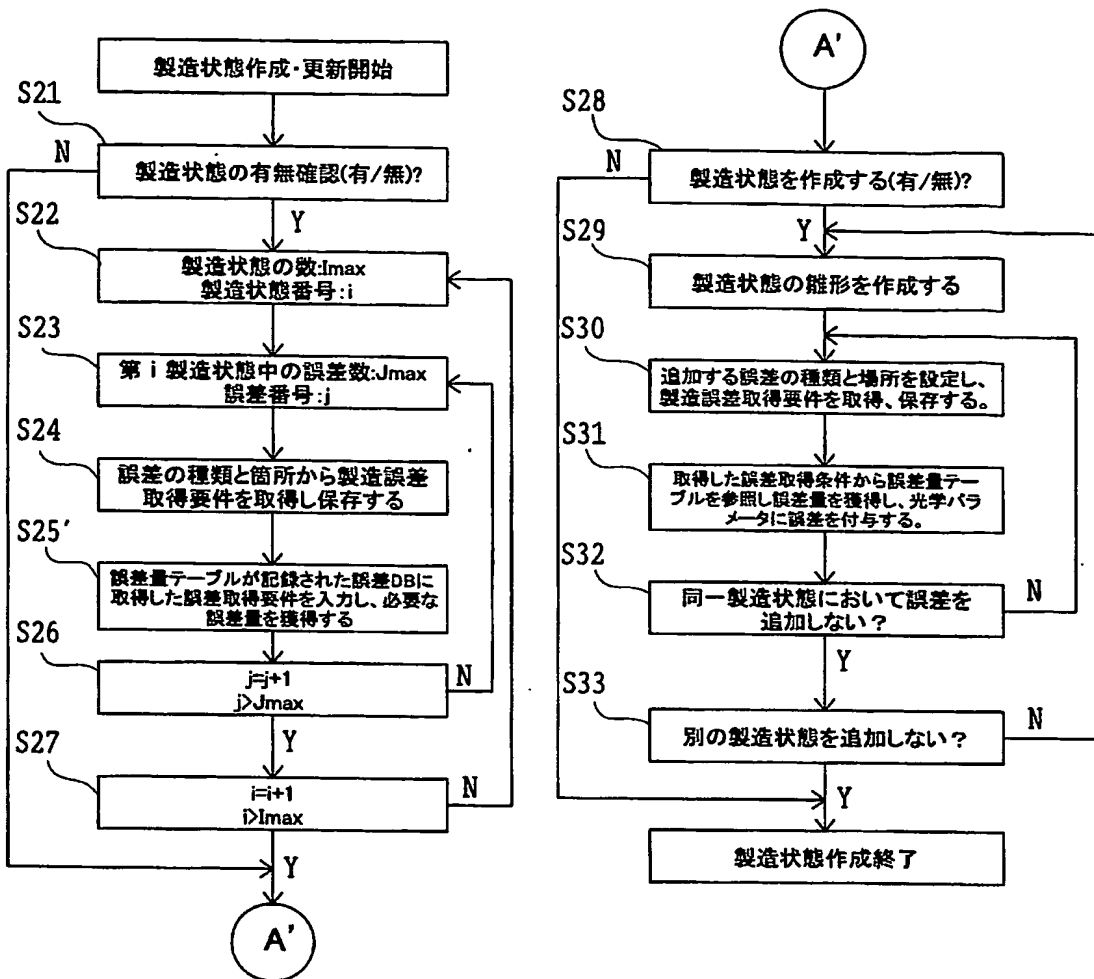 製造状態作成・更新開始
S21
N
製造状態の有無確認(有/無)?
Y
S22
製造状態の数:Imax
製造状態番号:i
S23
第 i 製造状態中の誤差数:Jmax
誤差番号:j
S24
誤差の種類と箇所から製造誤差
取得要件を取得し保存する
S25'
誤差量テーブルが記録された誤差DBに
取得した誤差取得要件を入力し、必要な
誤差量を獲得する
S26
j=j+1
j>Jmax
N
Y
S27
i=i+1
i>Imax
N
Y
A'
A'
S28
N
製造状態を作成する(有/無)?
Y
S29
製造状態の雛形を作成する
S30
追加する誤差の種類と場所を設定し、
製造誤差取得要件を取得、保存する。
S31
取得した誤差取得条件から誤差量テー
ブルを参照し誤差量を獲得し、光学パラ
メータに誤差を付与する。
S32
同一製造状態において誤差を
追加しない?
N
Y
S33
別の製造状態を追加しない?
N
Y
製造状態作成終了